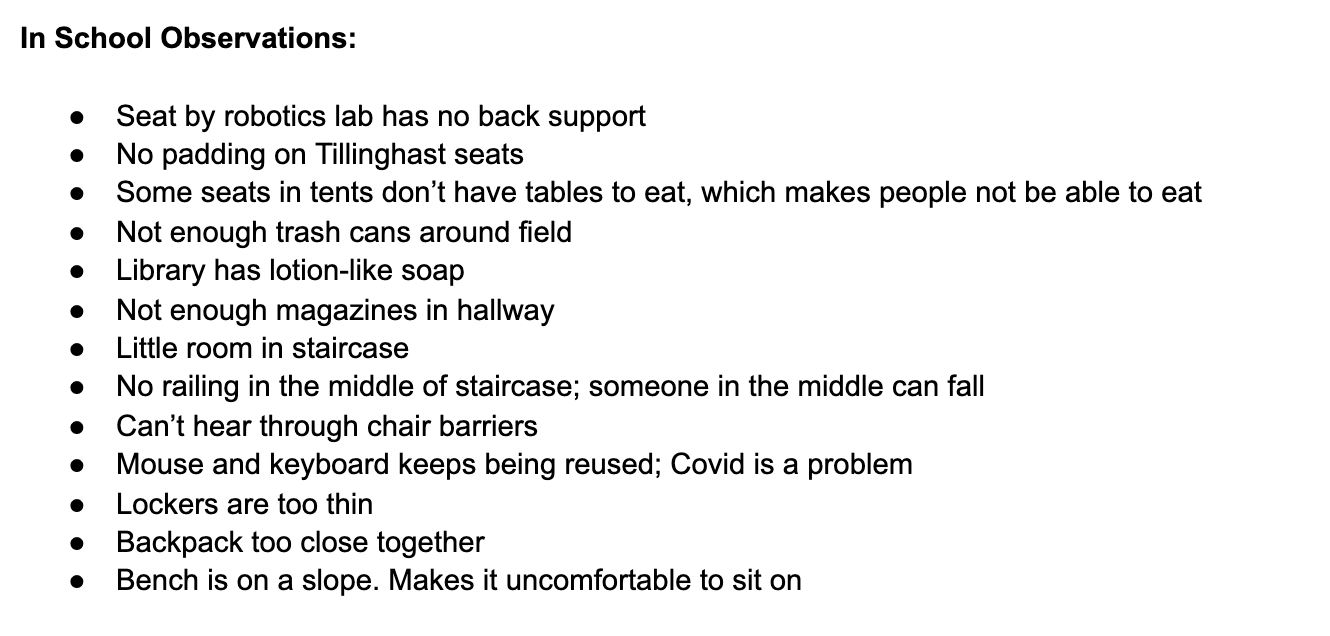 In School Observations:
● Seat by robotics lab has no back support
● No padding on Tillinghast seats
● Some seats in tents don’t have tables to eat, which makes people not be able to eat
● Not enough trash cans around field
● Library has lotion-like soap
● Not enough magazines in hallway
● Little room in staircase
● No railing in the middle of staircase; someone in the middle can fall
● Can’t hear through chair barriers
● Mouse and keyboard keeps being reused; Covid is a problem
● Lockers are too thin
● Backpack too close together
● Bench is on a slope. Makes it uncomfortable to sit on